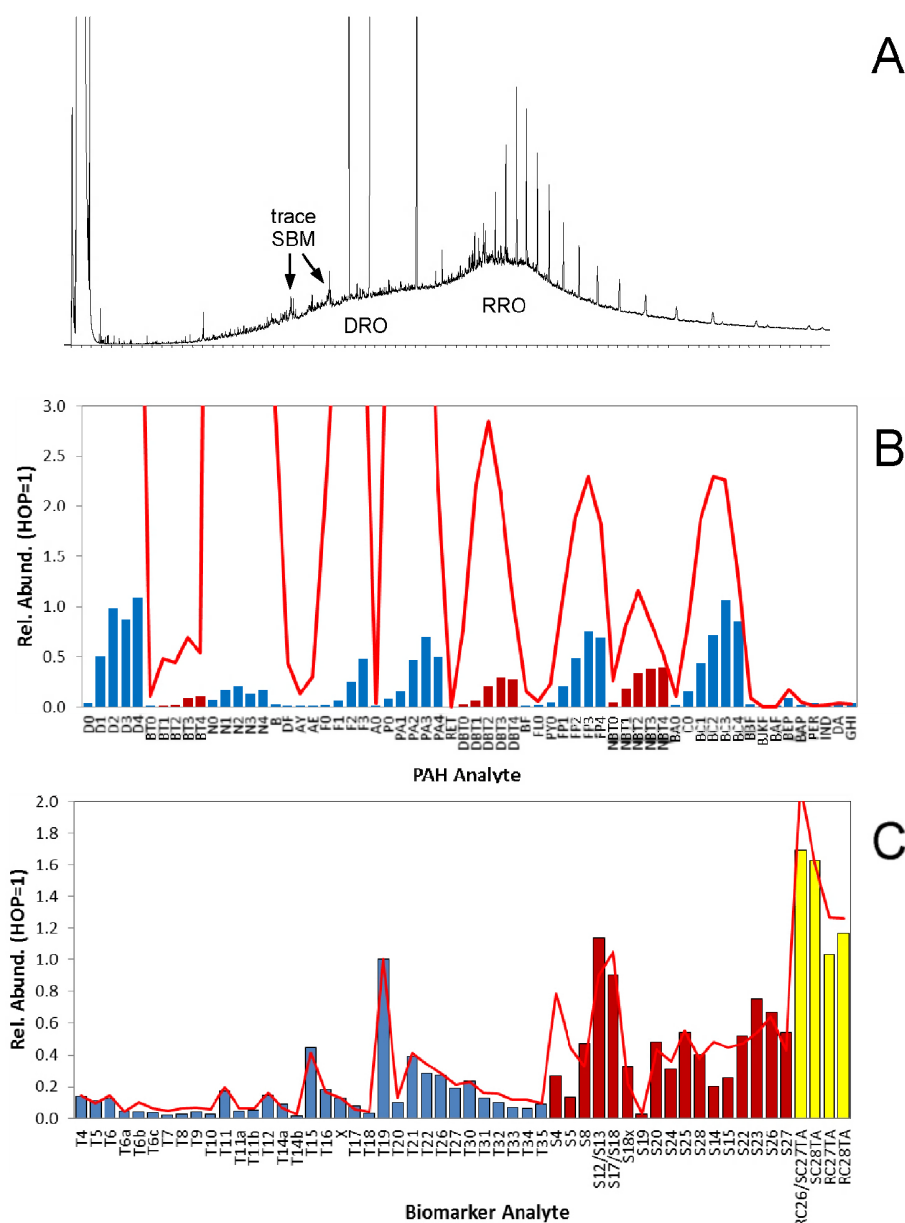 A
trace
SBM
DRO
RRO
B
Rel. Abund. (HOP=1)
3.0
2.5
2.0
1.5
1.0
0.5
0.0
D0 D1 D2 D3 D4 BT0 BT1 BT2 BT3 BT4 N0 N1 N2 N3 N4 B DF AY AE F0 F1 F2 F3 A0 P0 PA1 PA2 PA3 PA4 RET DBT0 DBT1 DBT2 DBT3 DBT4 BF FL0 PY0 FP1 FP2 FP3 FP4 NBT0 NBT1 NBT2 NBT3 NBT4 BA0 C0 BC1 BC2 BC3 BC4 BBF BJKF BAF BEP BAP PER IND DA GHI
PAH Analyte
C
Rel. Abund. (HOP=1)
2.0
1.8
1.6
1.4
1.2
1.0
0.8
0.6
0.4
0.2
0.0
T4 T5 T6 T6a T6b T6c T7 T8 T9 T10 T11 T11a T11b T12 T14a T14b T15 T16 X T17 T18 T19 T20 T21 T22 T26 T27 T30 T31 T32 T33 T34 T35 S4 S5 S8 S12/S13 S17/S18 S18x S19 S20 S24 S25 S28 S14 S15 S22 S23 S26 S27 RC26/SC27TA SC28TA RC27TA RC28TA
Biomarker Analyte